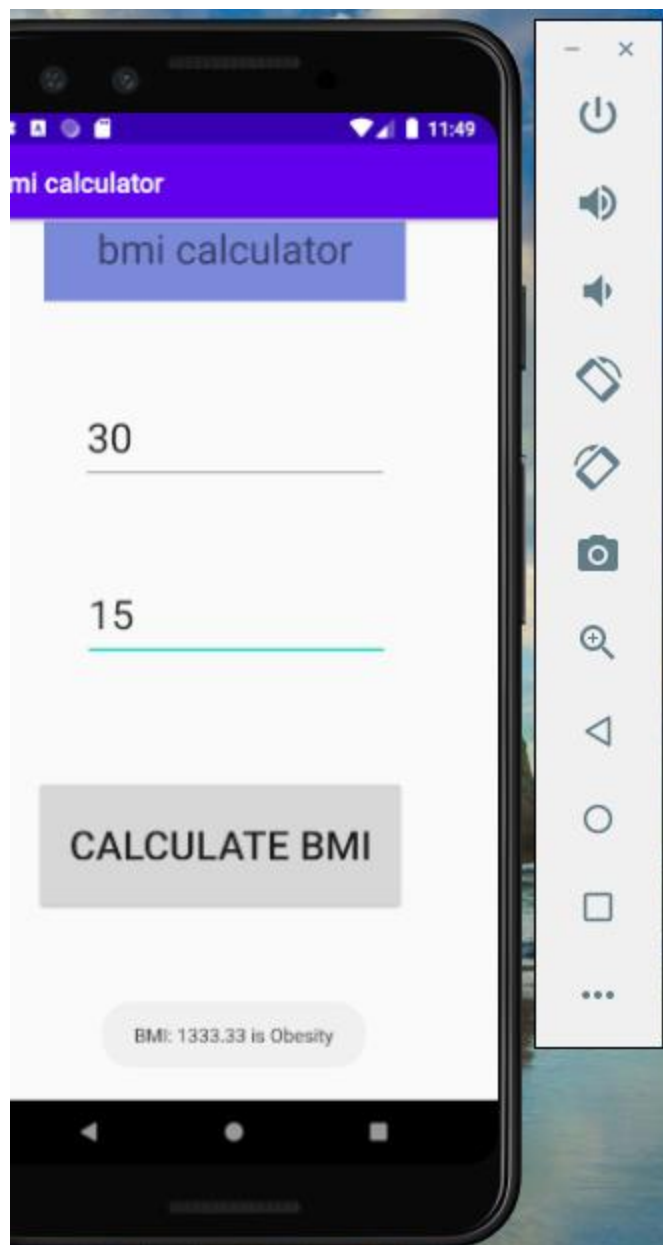 11:49
mi calculator
bmi calculator
30
15
CALCULATE BMI
BMI: 1333.33 is Obesity